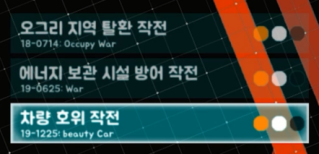 오그리 지역 탈환 작전
18-0714: Occupy War
에너지 보관 시설 방어 작전
19-0625: War
차량 호위 작전
19-1225: beauty Car